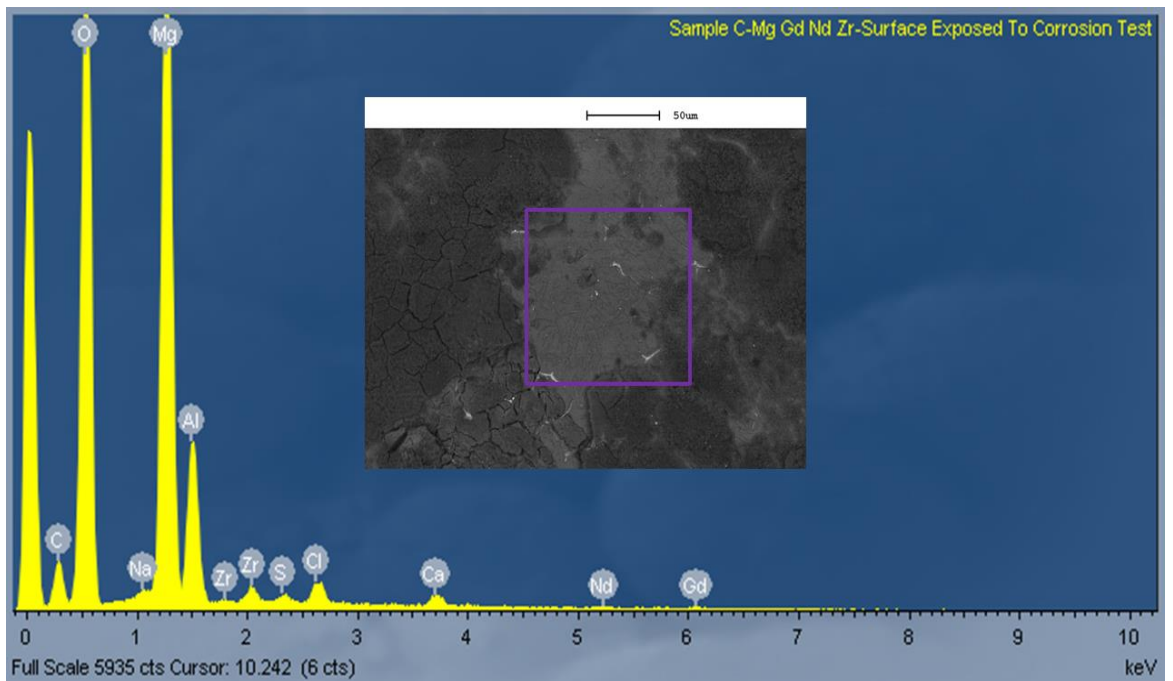 Sample C-Mg Gd Nd Zr-Surface Exposed To Corrosion Test
O
Mg
50um
Al
C
Na
Zr
Zr
S
Cl
Ca
Nd
Gd
0 1 2 3 4 5 6 7 8 9 10
Full Scale 5935 cts Cursor: 10.242 (6 cts)
keV